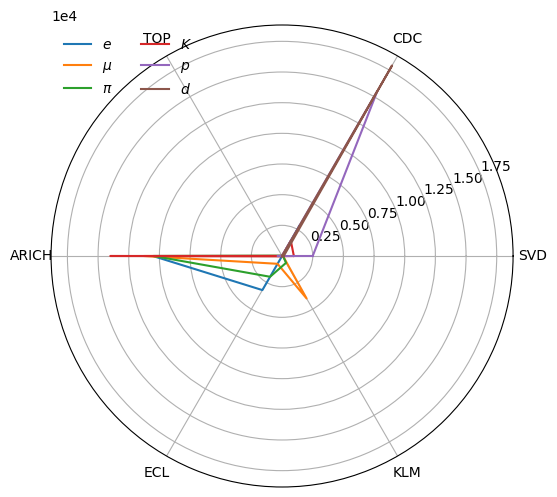 1e4
TOP
CDC
e
K
μ
p
π
d
1.75
1.50
1.25
1.00
0.75
0.50
0.25
ARICH
SVD
ECL
KLM